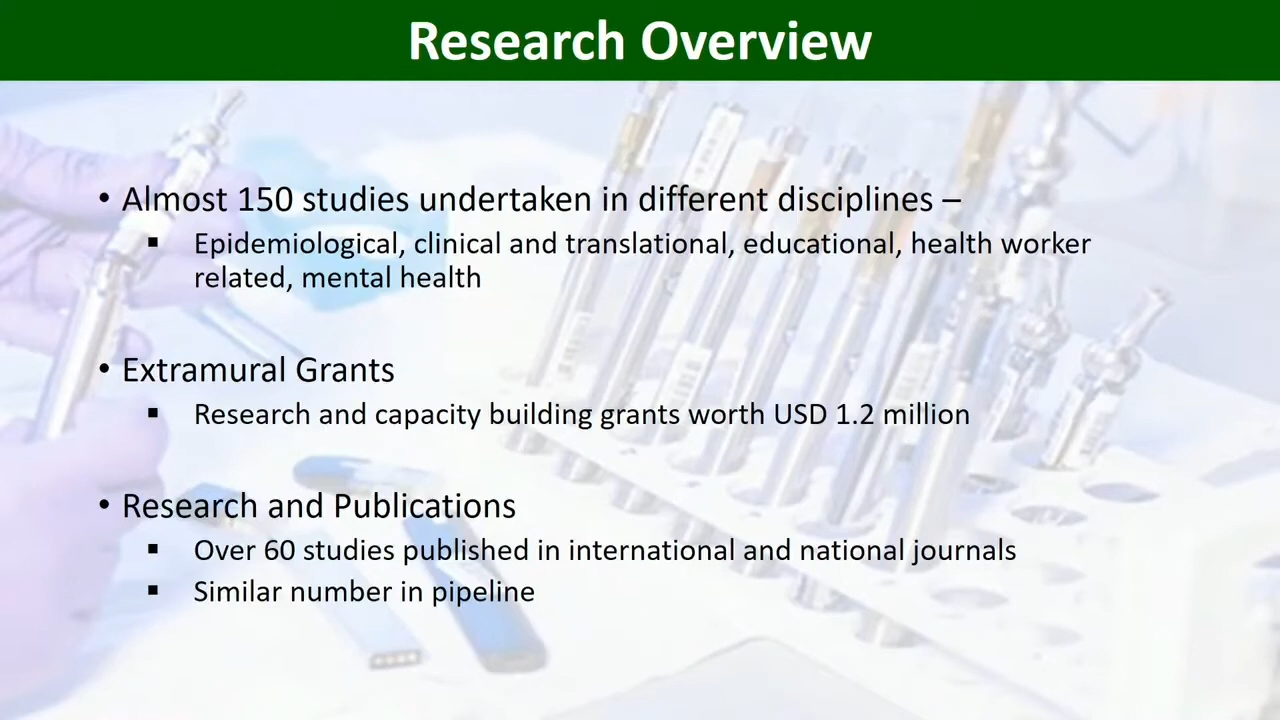 Research Overview
• Almost 150 studies undertaken in different disciplines –
▪ Epidemiological, clinical and translational, educational, health worker
related, mental health
• Extramural Grants
▪ Research and capacity building grants worth USD 1.2 million
• Research and Publications
▪ Over 60 studies published in international and national journals
▪ Similar number in pipeline